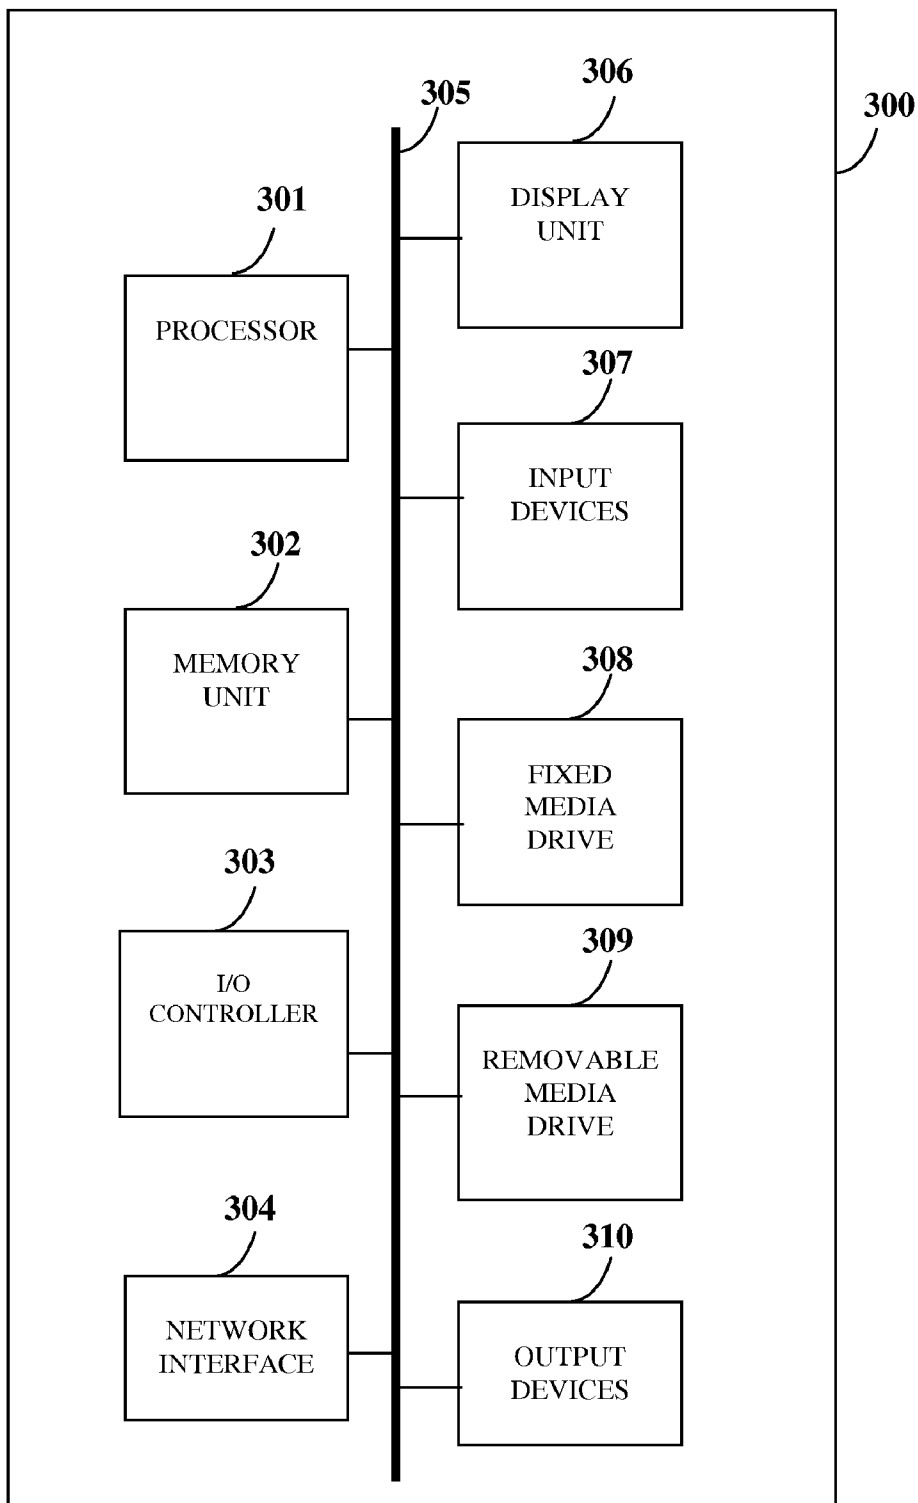 305
306
300
301
DISPLAY
UNIT
PROCESSOR
307
INPUT
DEVICES
302
MEMORY
UNIT
308
FIXED
MEDIA
DRIVE
303
I/O
CONTROLLER
309
REMOVABLE
MEDIA
DRIVE
304
NETWORK
INTERFACE
310
OUTPUT
DEVICES